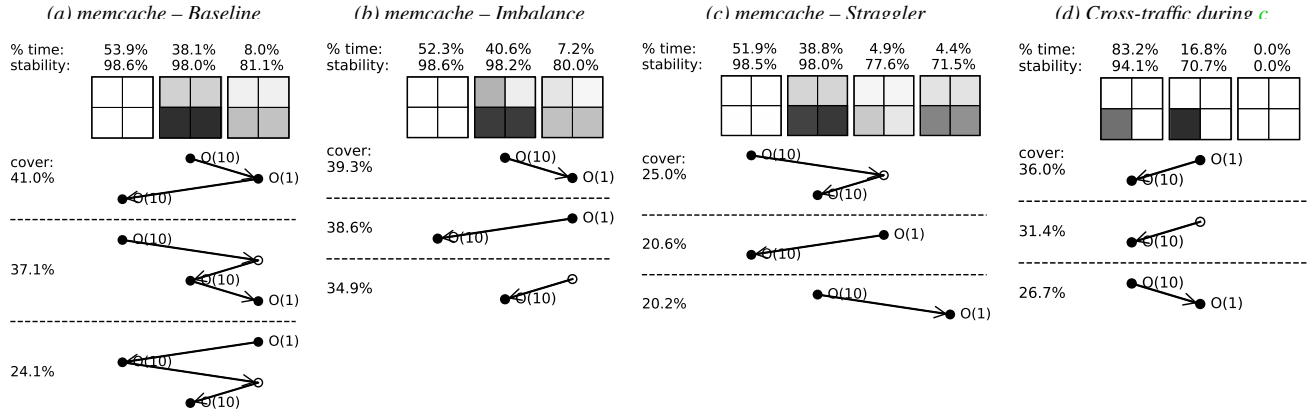 (a) memcache – Baseline
% time: 53.9% 38.1% 8.0%
stability: 98.6% 98.0% 81.1%
cover:
41.0%
O(10)
O(1)
O(10)
37.1%
O(10)
O(10)
O(1)
24.1%
O(1)
O(10)
O(10)
(b) memcache – Imbalance
% time: 52.3% 40.6% 7.2%
stability: 98.6% 98.2% 80.0%
cover:
39.3%
O(10)
O(1)
38.6%
O(1)
O(10)
34.9%
O(10)
(c) memcache – Straggler
% time: 51.9% 38.8% 4.9% 4.4%
stability: 98.5% 98.0% 77.6% 71.5%
cover:
25.0%
O(10)
O(10)
20.6%
O(1)
O(10)
20.2%
O(10)
O(1)
(d) Cross-traffic during c
% time: 83.2% 16.8% 0.0%
stability: 94.1% 70.7% 0.0%
cover:
36.0%
O(10)
O(10)
31.4%
O(10)
26.7%
O(10)
O(1)